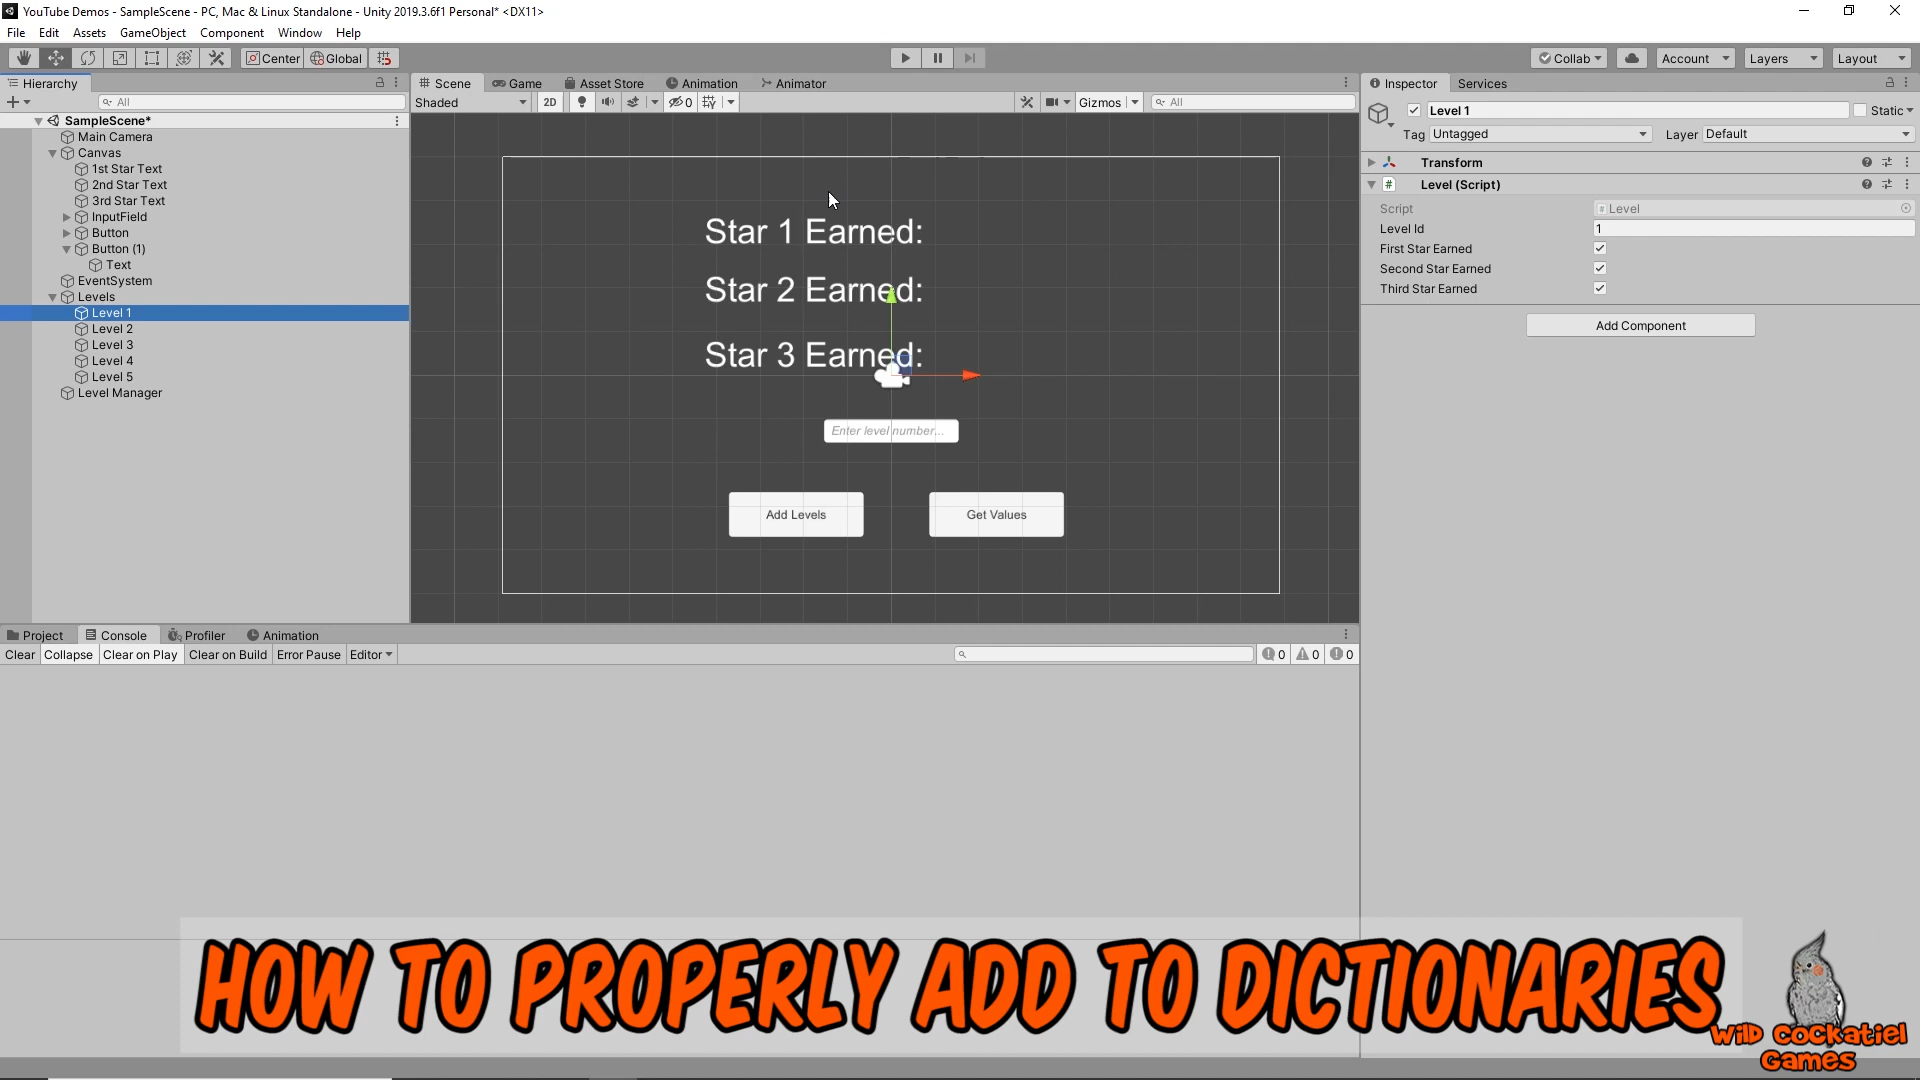 YouTube Demos - SampleScene - PC, Mac & Linux Standalone - Unity 2019.3.6f1 Personal* <DX11>
File Edit Assets GameObject Component Window Help
Center Global Collab Account Layers Layout
Hierarchy
All
SampleScene*
Main Camera
Canvas
1st Star Text
2nd Star Text
3rd Star Text
InputField
Button
Button (1)
Text
EventSystem
Levels
Level 1
Level 2
Level 3
Level 4
Level 5
Level Manager
Scene Game Asset Store Animation Animator
Shaded 2D 0 Gizmos All
Star 1 Earned:
Star 2 Earned:
Star 3 Earned:
Enter level number...
Add Levels Get Values
Inspector Services
Level 1 Static
Tag Untagged Layer Default
Transform
# Level (Script)
Script Level
Level Id 1
First Star Earned
Second Star Earned
Third Star Earned
Add Component
Project Console Profiler Animation
Clear Collapse Clear on Play Clear on Build Error Pause Editor 0 0 0
HOW TO PROPERLY ADD TO DICTIONARIES
Wild Cockatiel
Games